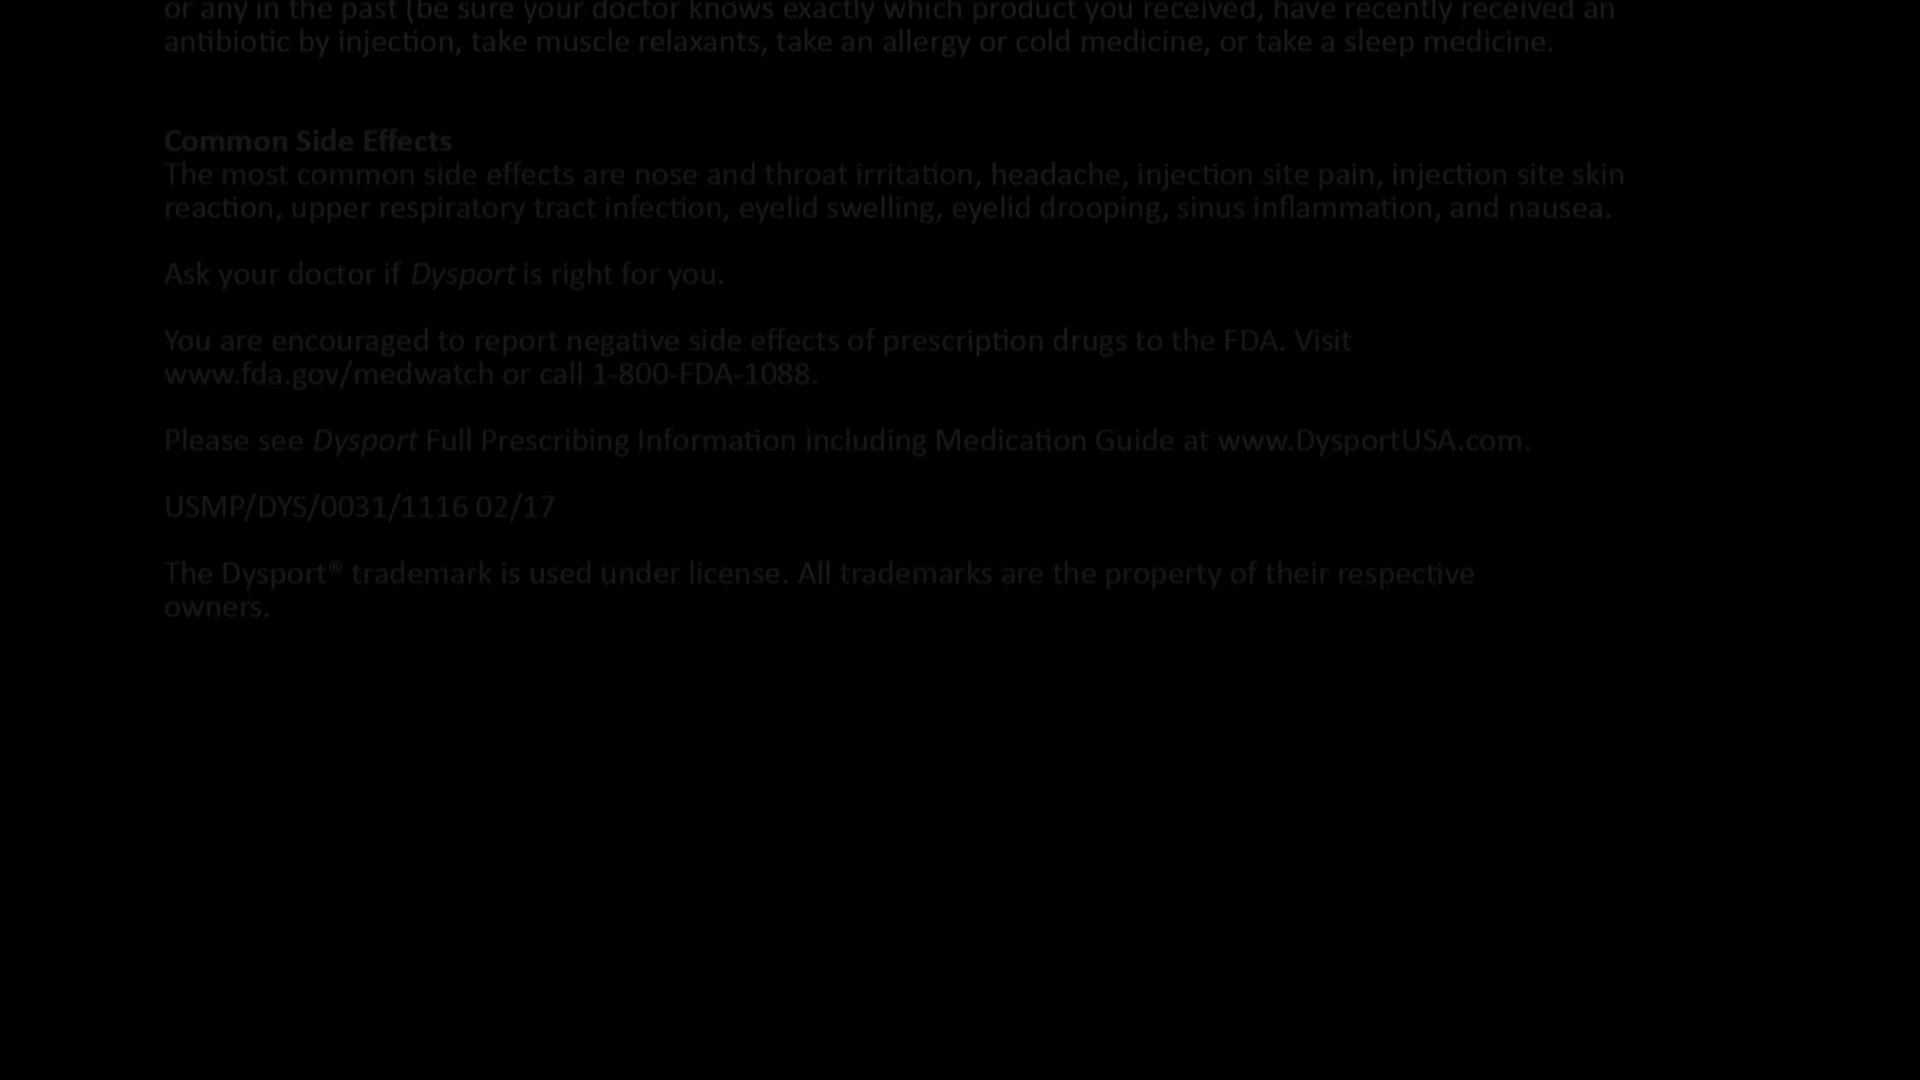 or any in the past (be sure your doctor knows exactly which product you received, have recently received an
antibiotic by injection, take muscle relaxants, take an allergy or cold medicine, or take a sleep medicine.
Common Side Effects
The most common side effects are nose and throat irritation, headache, injection site pain, injection site skin
reaction, upper respiratory tract infection, eyelid swelling, eyelid drooping, sinus inflammation, and nausea.
Ask your doctor if Dysport is right for you.
You are encouraged to report negative side effects of prescription drugs to the FDA. Visit
www.fda.gov/medwatch or call 1-800-FDA-1088.
Please see Dysport Full Prescribing Information including Medication Guide at www.DysportUSA.com.
USMP/DYS/0031/1116 02/17
The Dysport® trademark is used under license. All trademarks are the property of their respective
owners.